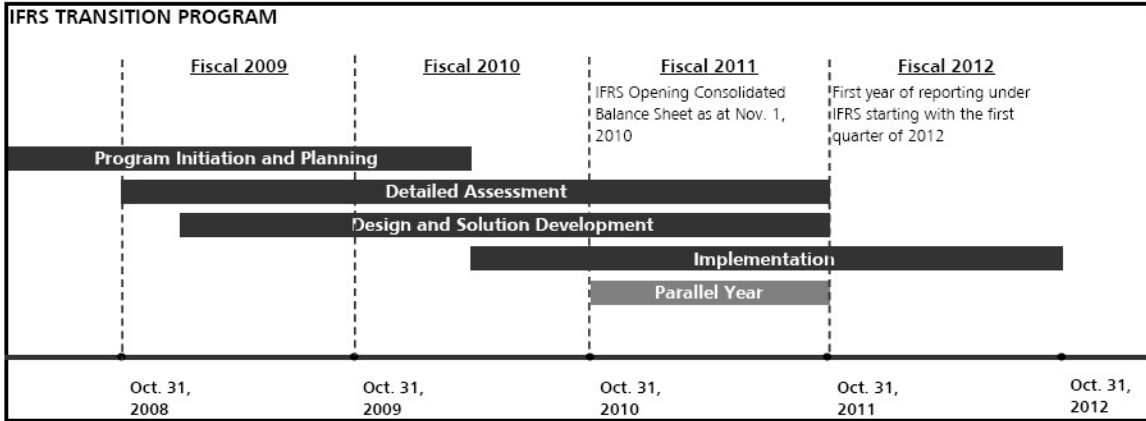 IFRS TRANSITION PROGRAM
Fiscal 2009
Fiscal 2010
Fiscal 2011
Fiscal 2012
IFRS Opening Consolidated
Balance Sheet as at Nov. 1,
2010
First year of reporting under
IFRS starting with the first
quarter of 2012
Program Initiation and Planning
Detailed Assessment
Design and Solution Development
Implementation
Parallel Year
Oct. 31,
2008
Oct. 31,
2009
Oct. 31,
2010
Oct. 31,
2011
Oct. 31,
2012